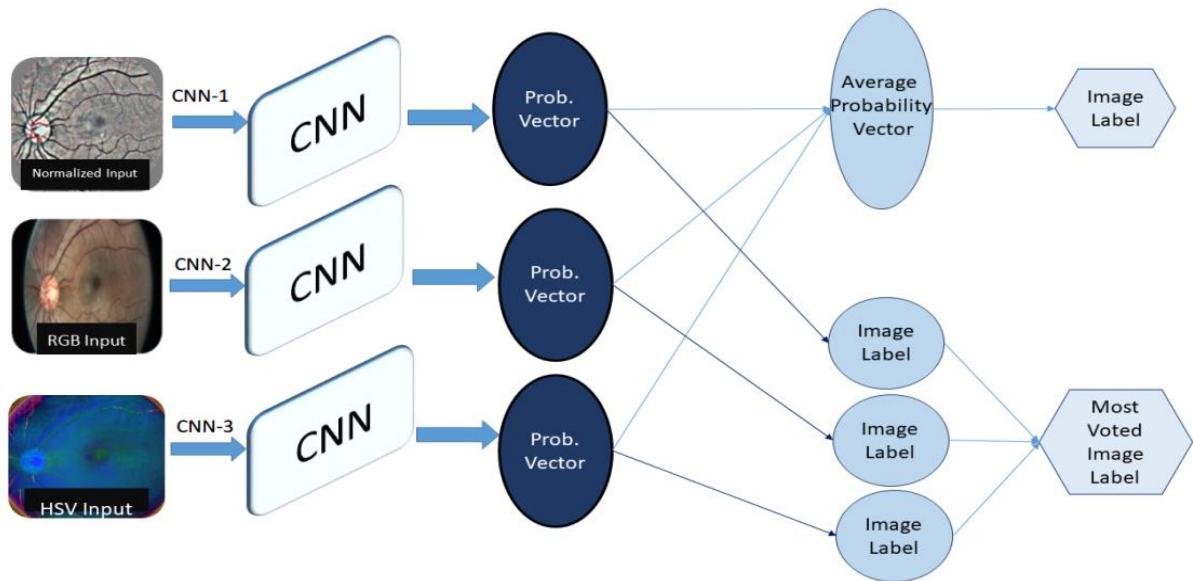 Normalized Input
CNN-1
CNN
Prob.
Vector
Average
Probability
Vector
Image
Label
RGB Input
CNN-2
CNN
Prob.
Vector
Image
Label
HSV Input
CNN-3
CNN
Prob.
Vector
Image
Label
Image
Label
Most
Voted
Image
Label